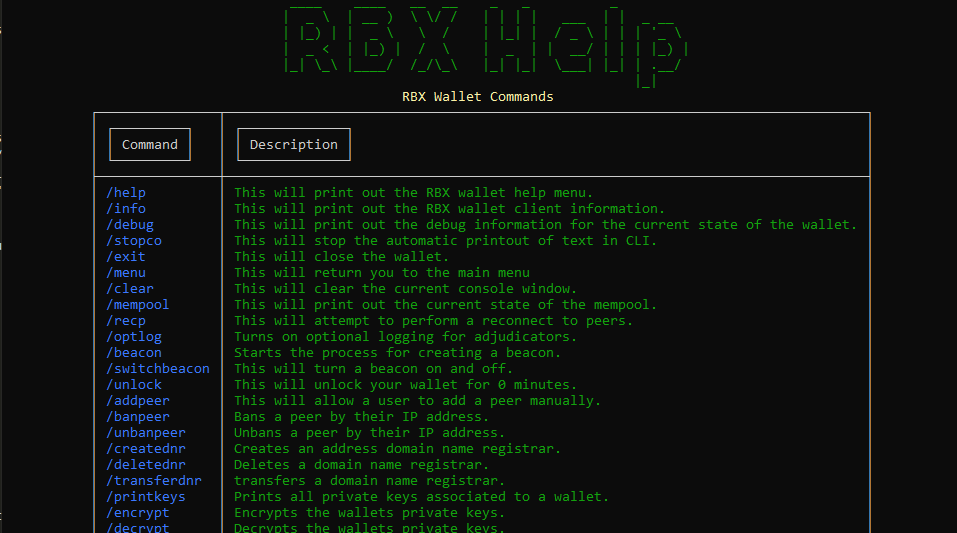 RBX Help
RBX Wallet Commands
Command Description
/help This will print out the RBX wallet help menu.
/info This will print out the RBX wallet client information.
/debug This will print out the debug information for the current state of the wallet.
/stopco This will stop the automatic printout of text in CLI.
/exit This will close the wallet.
/menu This will return you to the main menu
/clear This will clear the current console window.
/mempool This will print out the current state of the mempool.
/recp This will attempt to perform a reconnect to peers.
/optlog Turns on optional logging for adjudicators.
/beacon Starts the process for creating a beacon.
/switchbeacon This will turn a beacon on and off.
/unlock This will unlock your wallet for 0 minutes.
/addpeer This will allow a user to add a peer manually.
/banpeer Bans a peer by their IP address.
/unbanpeer Unbans a peer by their IP address.
/creatednr Creates an address domain name registrar.
/deletednr Deletes a domain name registrar.
/transferdnr transfers a domain name registrar.
/printkeys Prints all private keys associated to a wallet.
/encrypt Encrypts the wallets private keys.
/decrypt Decrypts the wallets private keys.